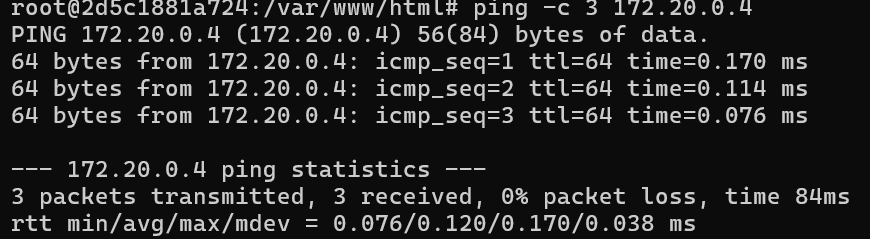 root@2d5c1881a724:/var/www/html# ping -c 3 172.20.0.4
PING 172.20.0.4 (172.20.0.4) 56(84) bytes of data.
64 bytes from 172.20.0.4: icmp_seq=1 ttl=64 time=0.170 ms
64 bytes from 172.20.0.4: icmp_seq=2 ttl=64 time=0.114 ms
64 bytes from 172.20.0.4: icmp_seq=3 ttl=64 time=0.076 ms
--- 172.20.0.4 ping statistics ---
3 packets transmitted, 3 received, 0% packet loss, time 84ms
rtt min/avg/max/mdev = 0.076/0.120/0.170/0.038 ms